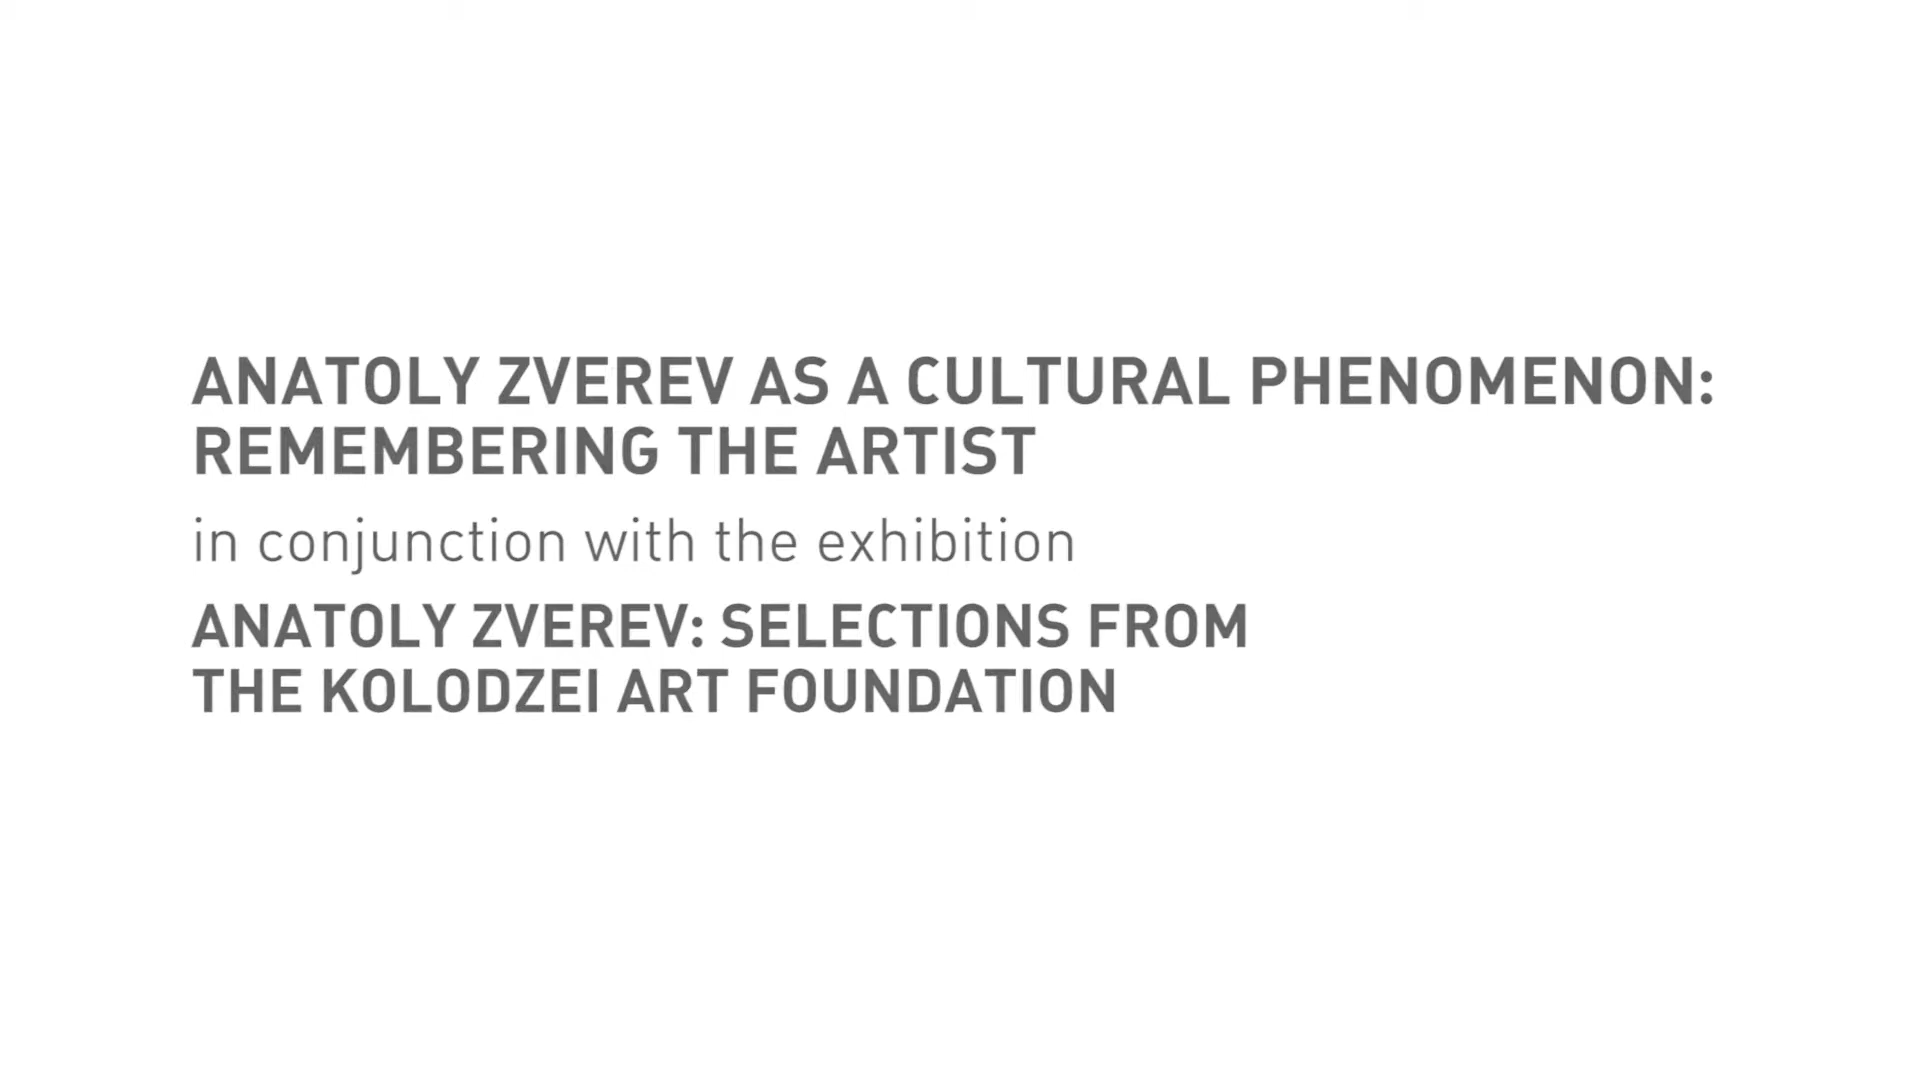 ANATOLY ZVEREV AS A CULTURAL PHENOMENON:
REMEMBERING THE ARTIST
in conjunction with the exhibition
ANATOLY ZVEREV: SELECTIONS FROM
THE KOLODZEI ART FOUNDATION